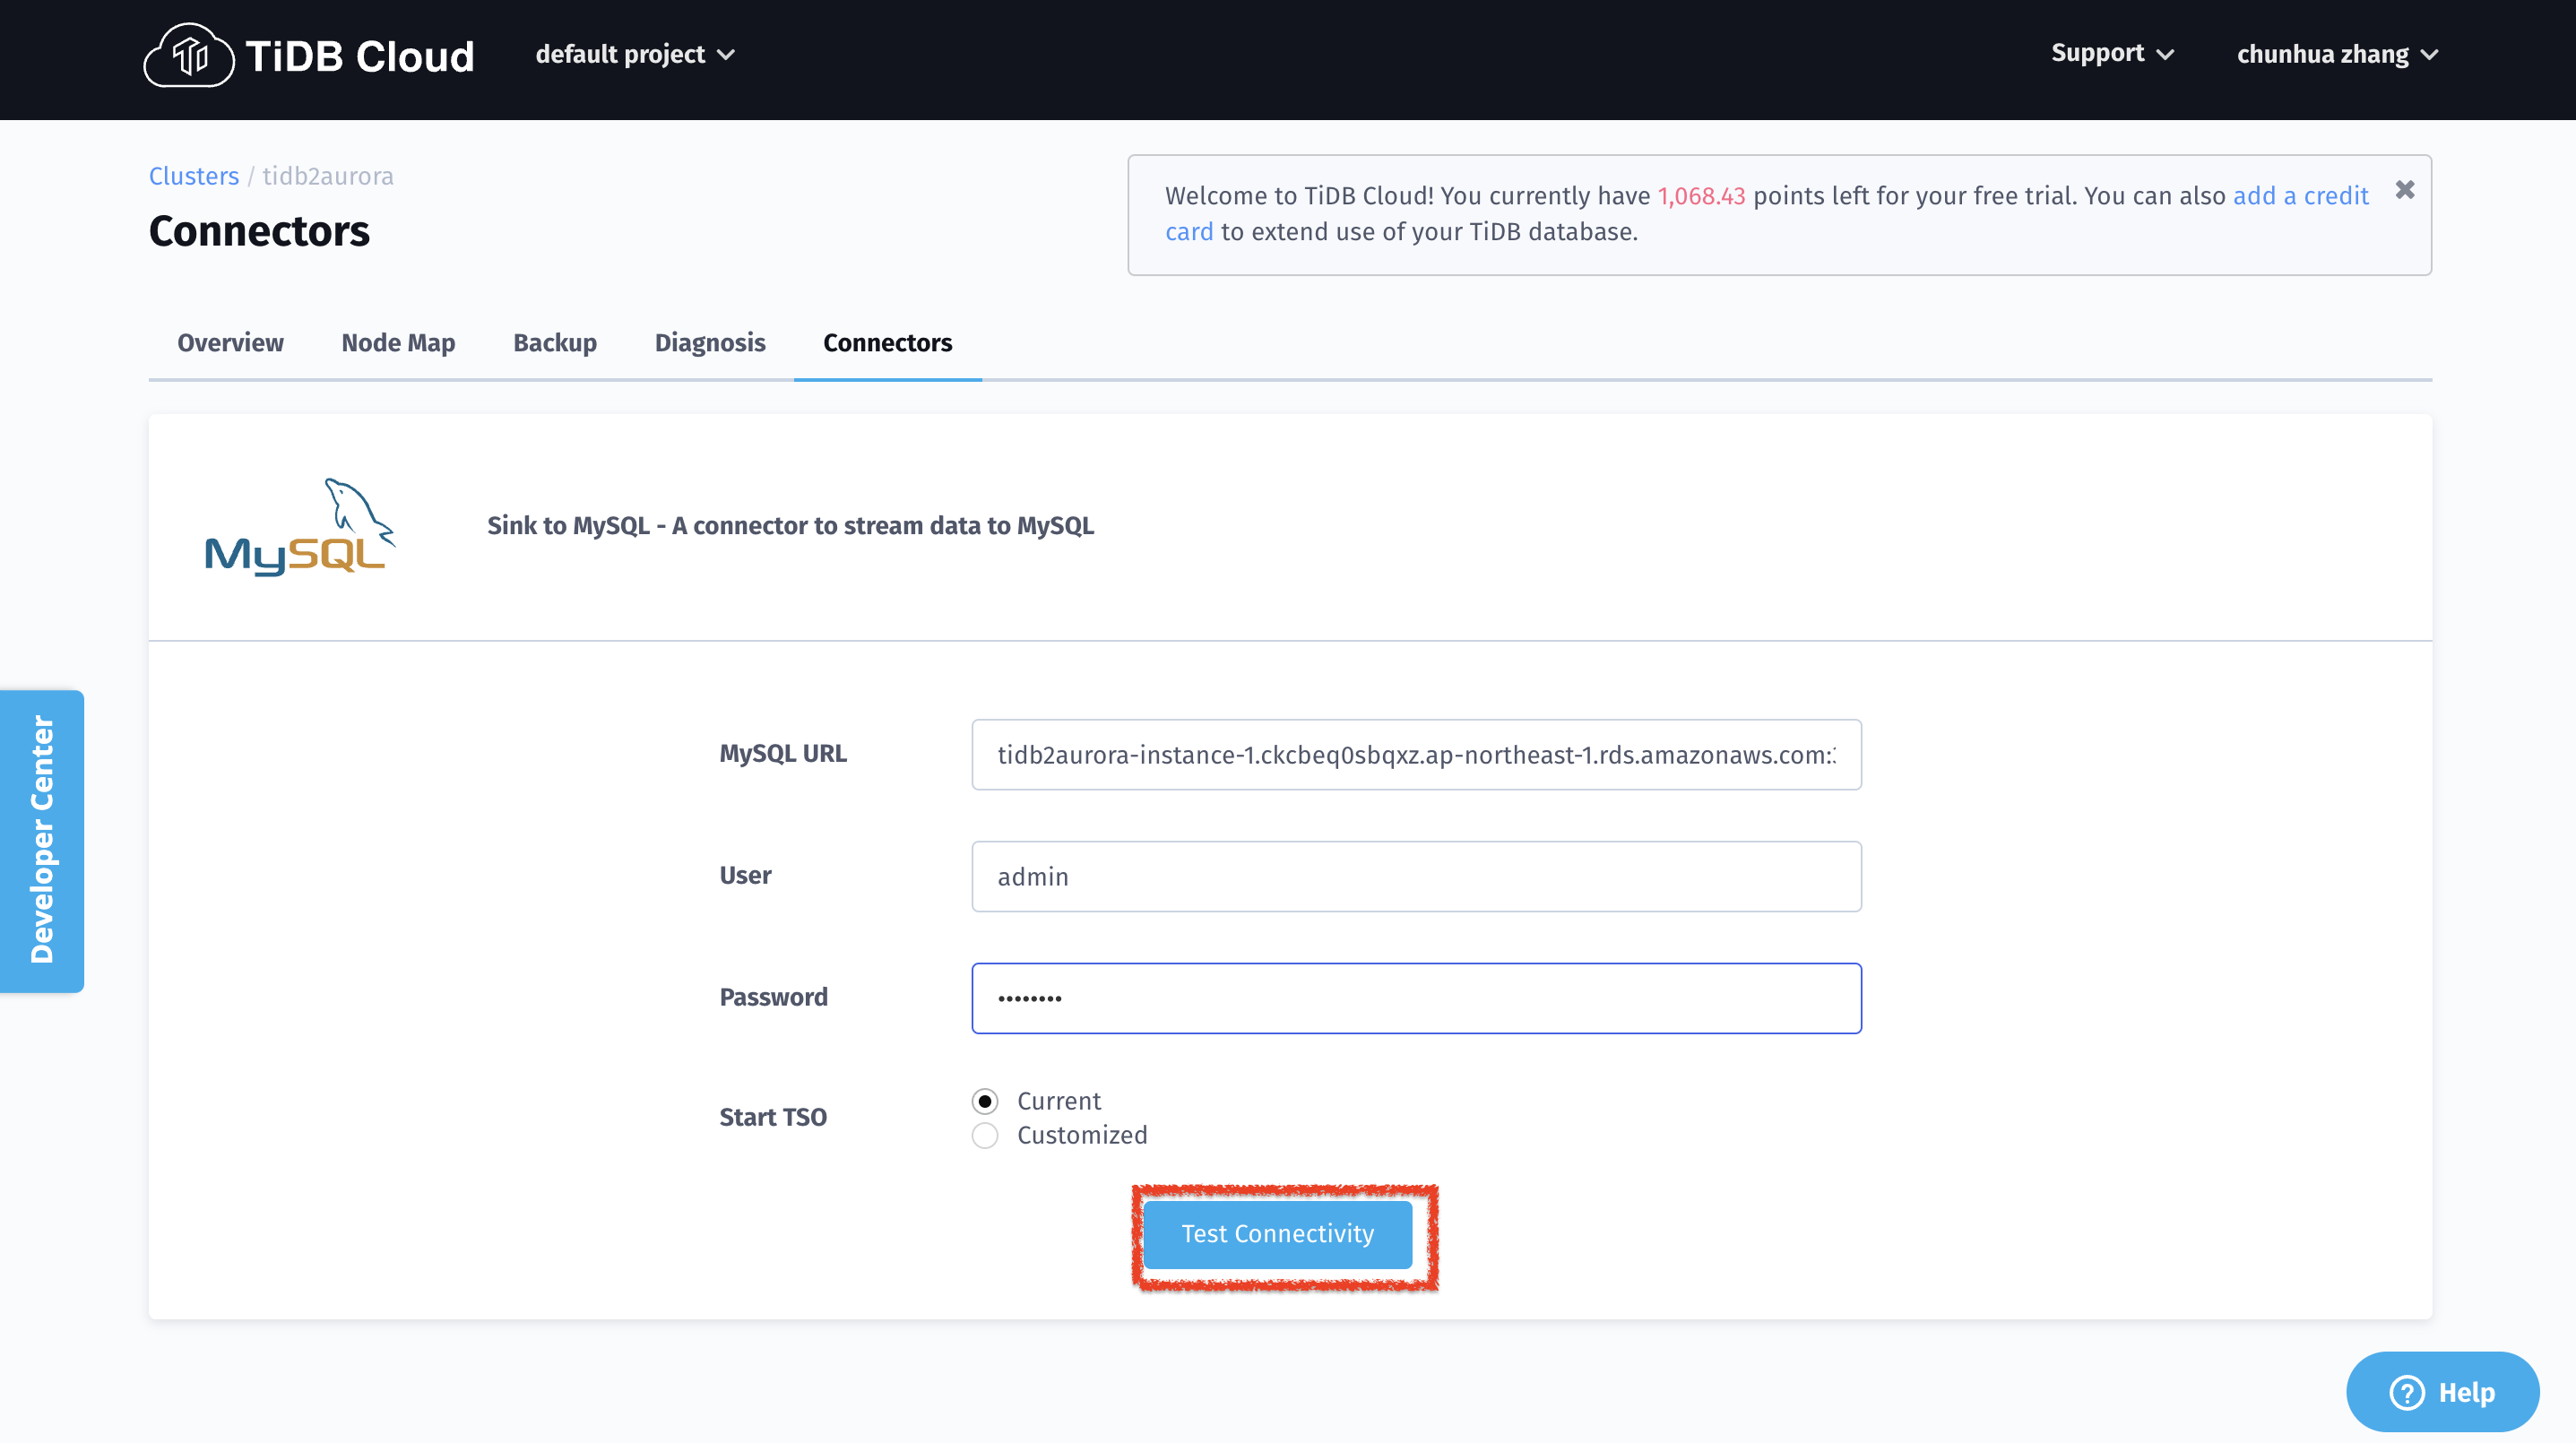 TiDB Cloud
default project
Support
chunhua zhang
Clusters / tidb2aurora
Connectors
Welcome to TiDB Cloud! You currently have 1,068.43 points left for your free trial. You can also add a credit
card to extend use of your TiDB database.
Overview
Node Map
Backup
Diagnosis
Connectors
MySQL
Sink to MySQL - A connector to stream data to MySQL
Developer Center
MySQL URL
tidb2aurora-instance-1.ckcbeq0sbqxz.ap-northeast-1.rds.amazonaws.com:
User
admin
Password
••••••••
Start TSO
Current
Customized
Test Connectivity
Help